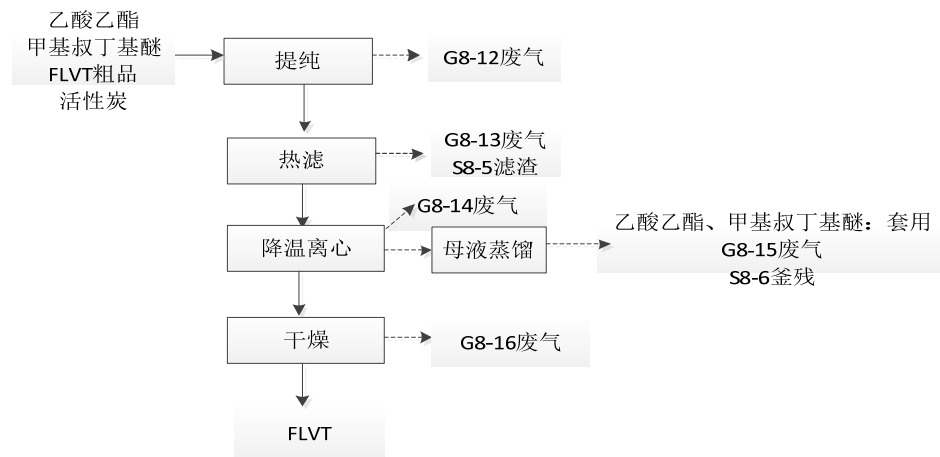 乙酸乙酯
甲基叔丁基醚
FLVT粗品
活性炭
提纯
G8-12废气
热滤
G8-13废气
S8-5滤渣
G8-14废气
降温离心
母液蒸馏
乙酸乙酯、甲基叔丁基醚：套用
G8-15废气
S8-6釜残
干燥
G8-16废气
FLVT